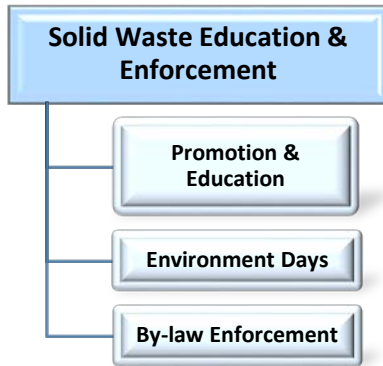 Solid Waste Education &
Enforcement
Promotion &
Education
Environment Days
By-law Enforcement